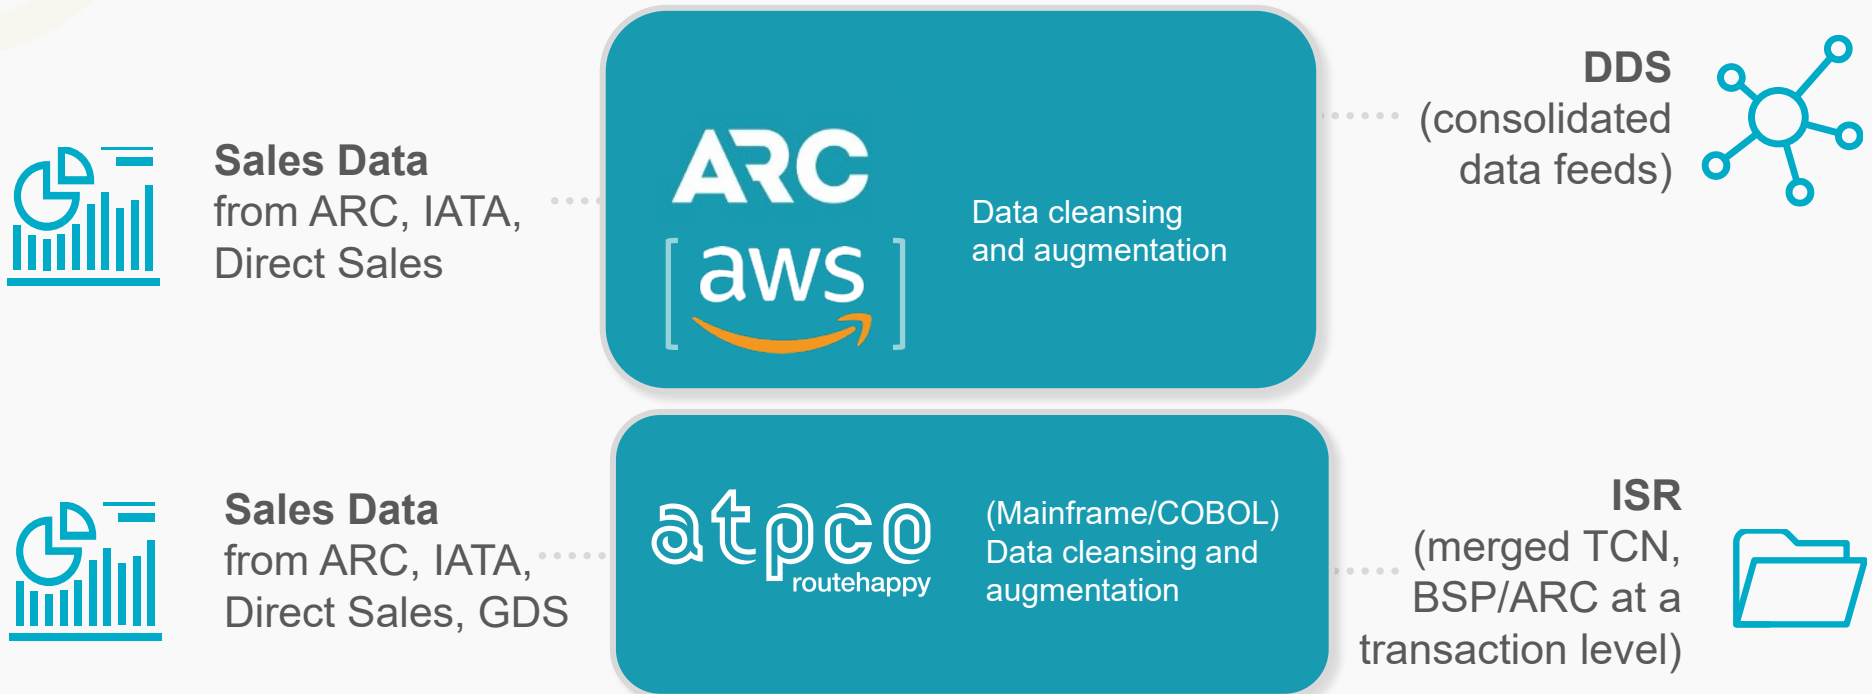 Sales Data
from ARC, IATA,
Direct Sales
ARC
[aws]
Data cleansing
and augmentation
DDS
(consolidated
data feeds)
Sales Data
from ARC, IATA,
Direct Sales, GDS
atpco
routehappy
(Mainframe/COBOL)
Data cleansing and
augmentation
ISR
(merged TCN,
BSP/ARC at a
transaction level)